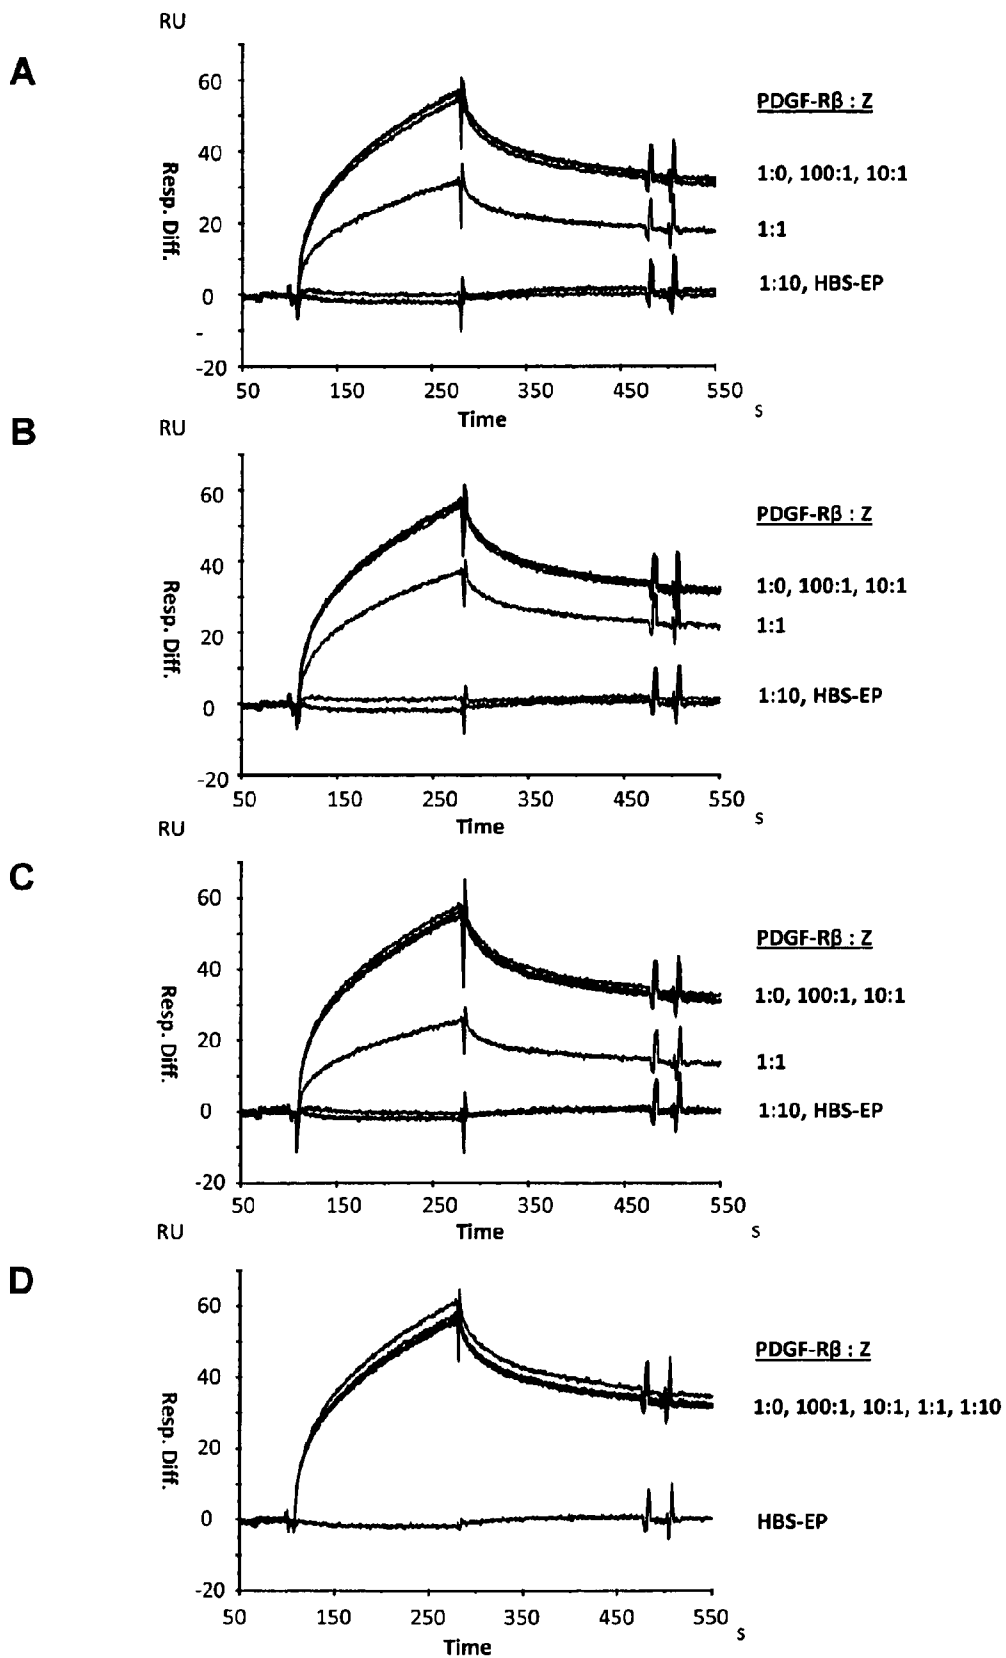 RU
A
60
PDGF-Rβ : Z
40
1:0, 100:1, 10:1
Resp. Diff.
20
1:1
0
1:10, HBS-EP
-
-20
50 150 250 350 450 550 s
Time
B
RU
60
PDGF-Rβ : Z
40
1:0, 100:1, 10:1
Resp. Diff.
20
1:1
0
1:10, HBS-EP
-20
50 150 250 350 450 550 s
Time
RU
C
60
PDGF-Rβ : Z
40
1:0, 100:1, 10:1
Resp. Diff.
20
1:1
0
1:10, HBS-EP
-20
50 150 250 350 450 550
Time s
RU
D
60
PDGF-Rβ : Z
40
1:0, 100:1, 10:1, 1:1, 1:10
Resp. Diff.
20
0
HBS-EP
-20
50 150 250 350 450 550 s
Time